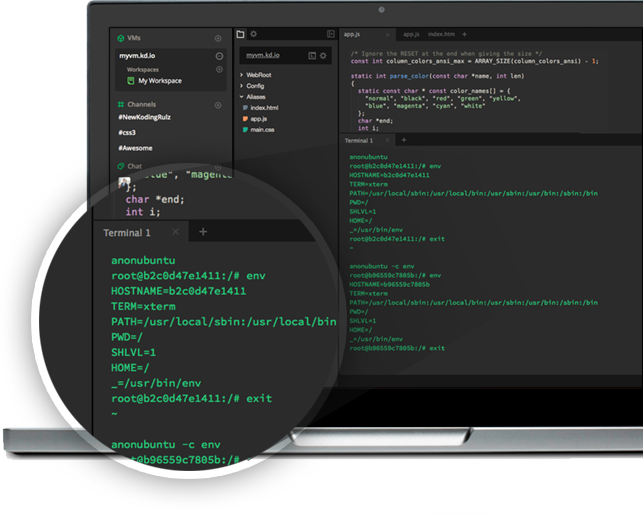 VMs
myvm.kd.io
Workspaces
My Workspace
Channels
#NewKodingRulz
#css3
#Awesome
Chat
myvm.kd.io
WebRoot
Config
Aliases
index.html
app.js
main.css
app.js
app.js
index.htm
/* Ignore the RESET at the end when giving the size */
const int column_colors_ansi_max = ARRAY_SIZE(column_colors_ansi) - 1;
static int parse_color(const char *name, int len)
{
static const char * const color_names[] = {
"normal", "black", "red", "green", "yellow",
"blue", "magenta", "cyan", "white"
};
char *end;
int i;
Terminal 1
anonubuntu
root@b2c0d47e1411:/# env
HOSTNAME=b2c0d47e1411
TERM=xterm
PATH=/usr/local/sbin:/usr/local/bin:/usr/sbin:/usr/bin:/sbin:/bin
PWD=/
SHLVL=1
HOME=/
_=/usr/bin/env
root@b2c0d47e1411:/# exit
~
anonubuntu -c env
root@b96559c7805b:/# env
HOSTNAME=b96559c7805b
TERM=xterm
PATH=/usr/local/sbin:/usr/local/bin:/usr/sbin:/usr/bin:/sbin:/bin
PWD=/
SHLVL=1
HOME=/
_=/usr/bin/env
root@b96559c7805b:/# exit
"magenta
};
char *end;
int i;
Terminal 1
anonubuntu
root@b2c0d47e1411:/# env
HOSTNAME=b2c0d47e1411
TERM=xterm
PATH=/usr/local/sbin:/usr/local/bin
PWD=/
SHLVL=1
HOME=/
_=/usr/bin/env
root@b2c0d47e1411:/# exit
~
anonubuntu -c env
root@b96559c7805b:/#